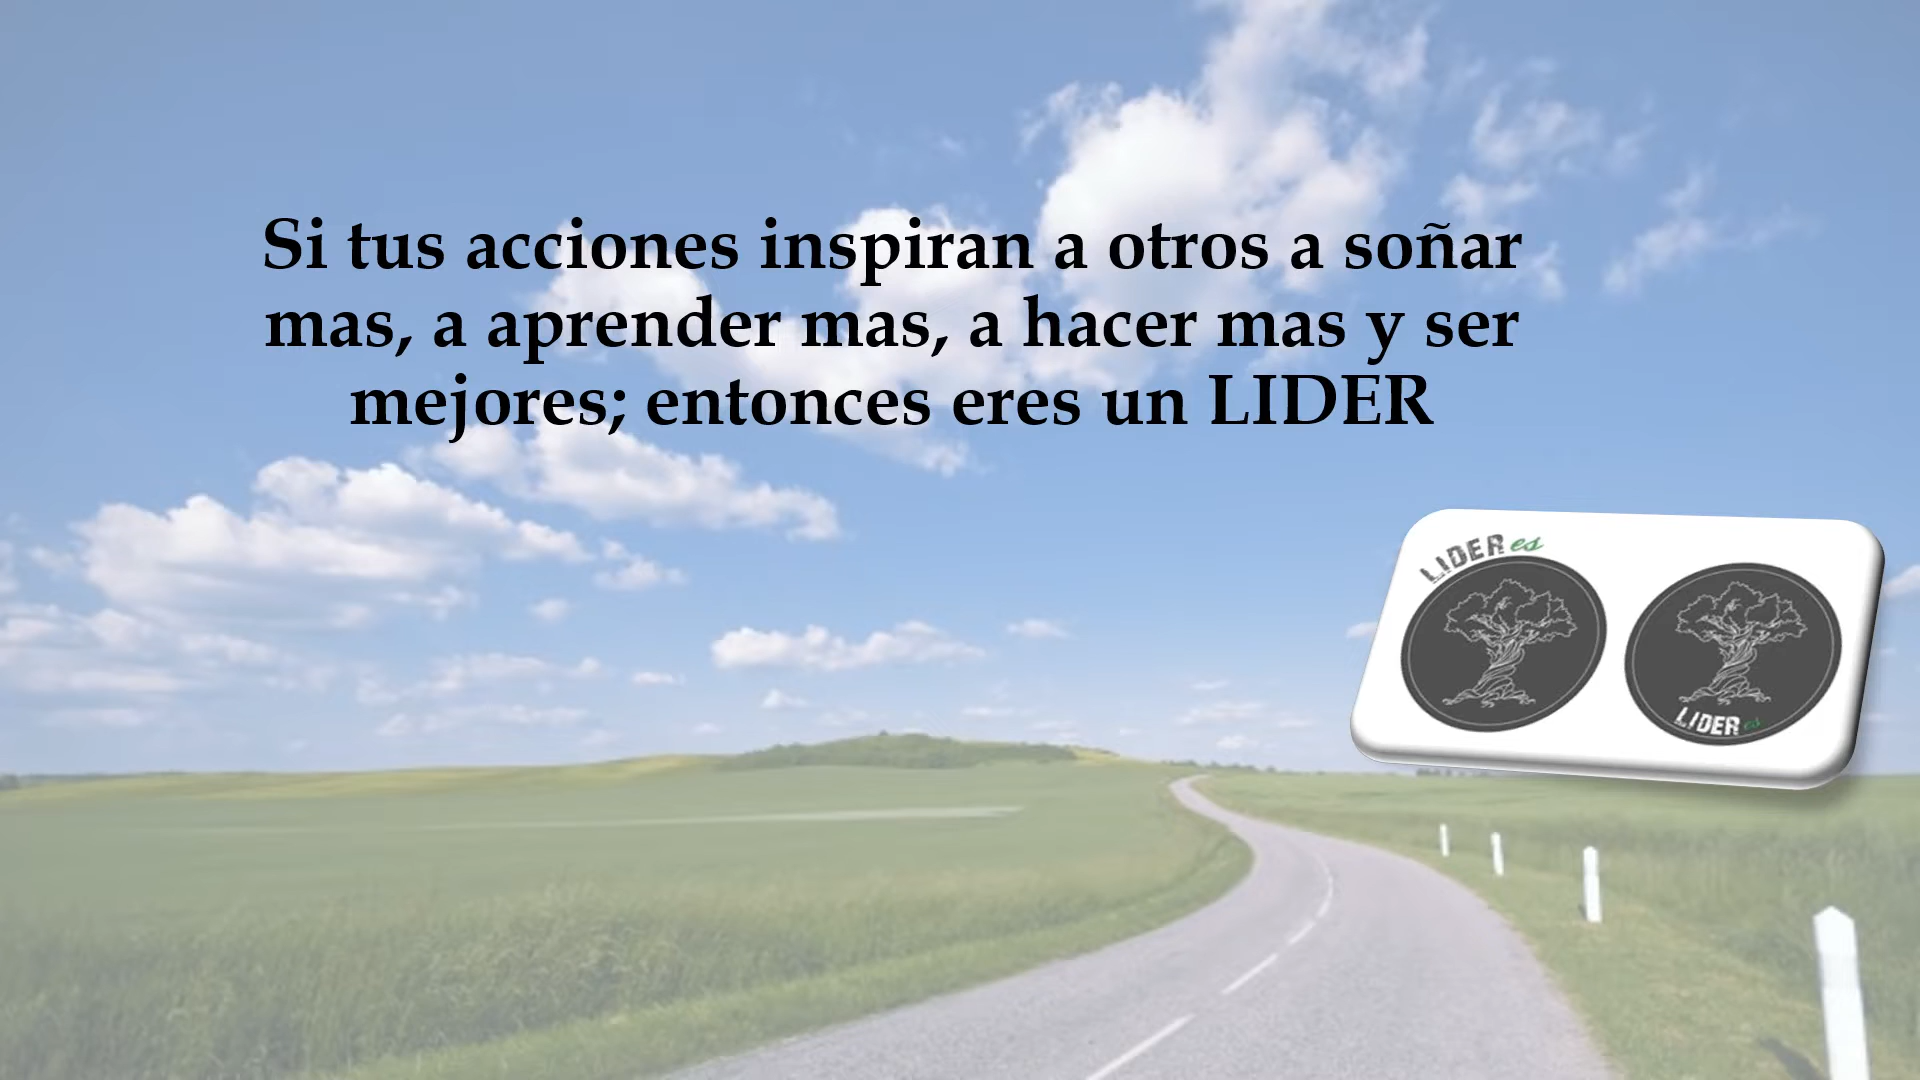 Si tus acciones inspiran a otros a soñar
mas, a aprender mas, a hacer mas y ser
mejores; entonces eres un LIDER
LIDER es
LIDER es